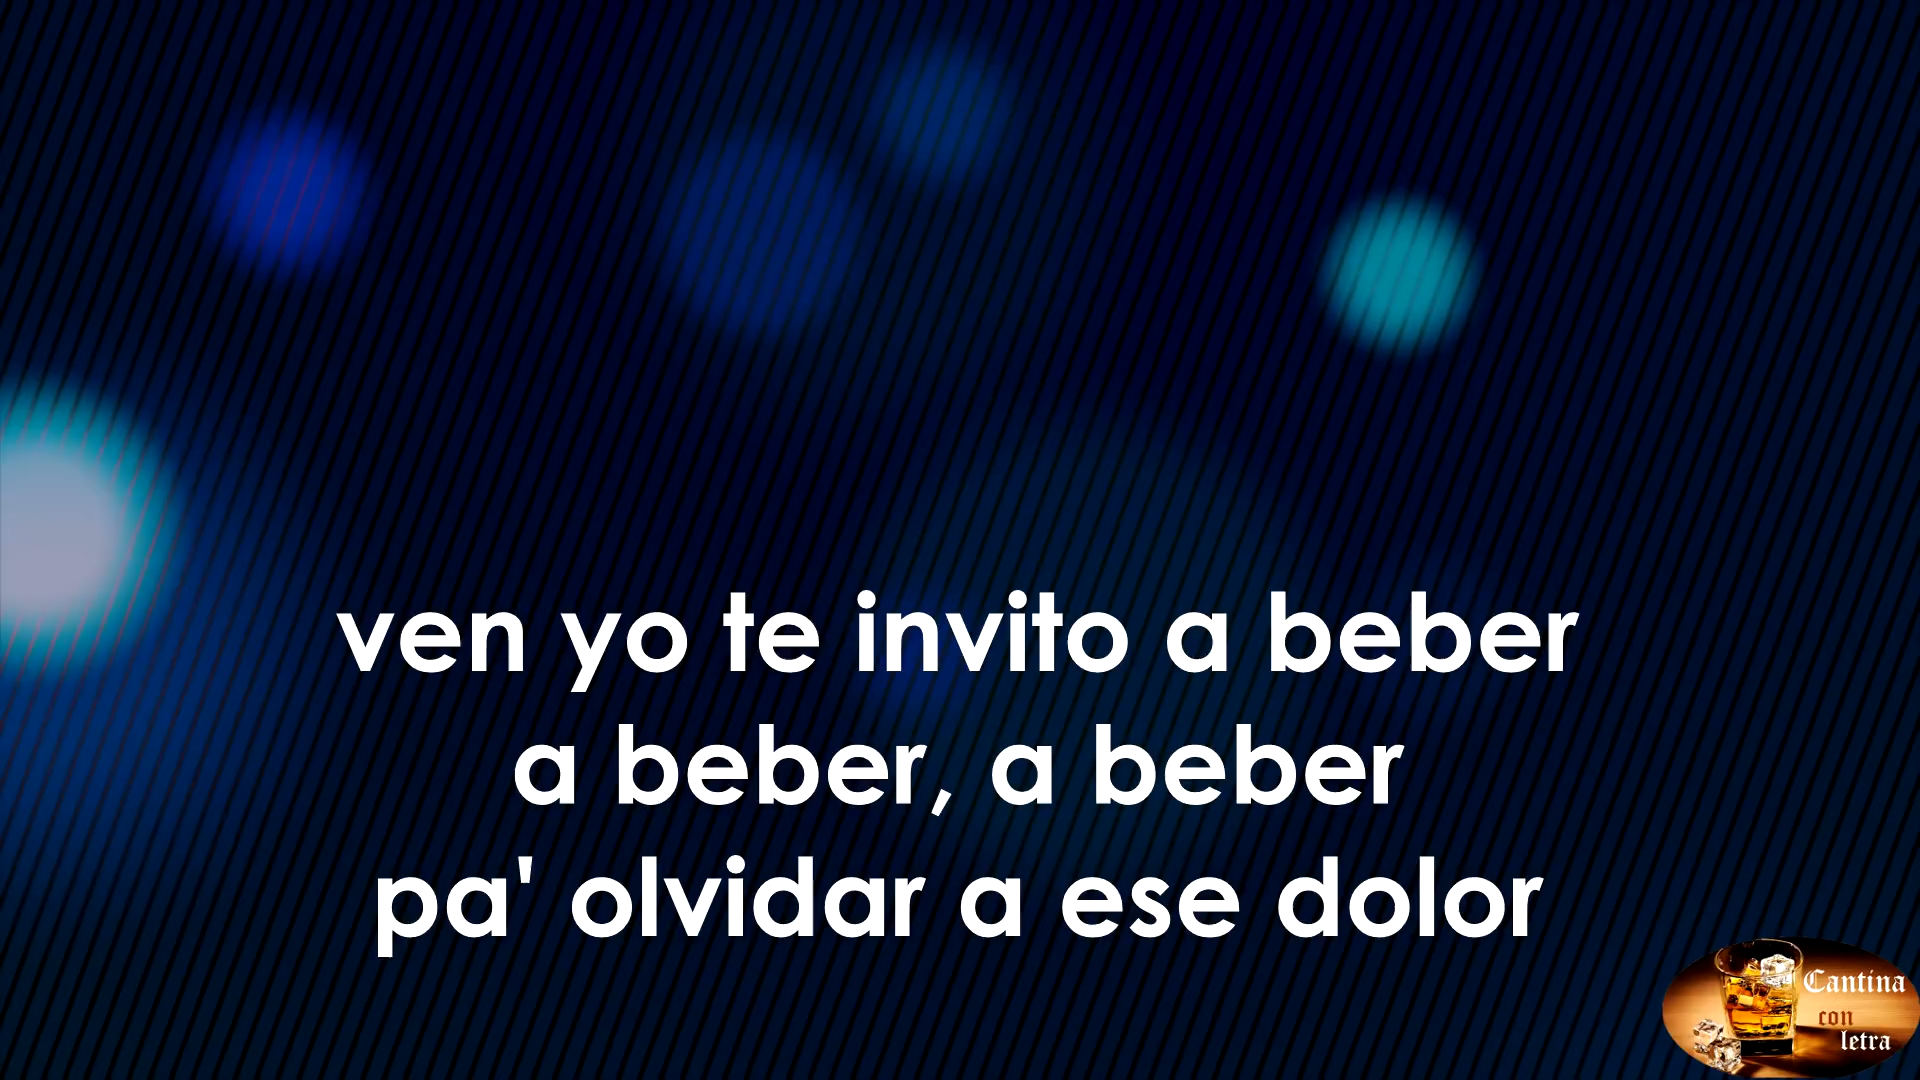 ven yo te invito a beber
a beber, a beber
pa' olvidar a ese dolor
Cantina
con
letra